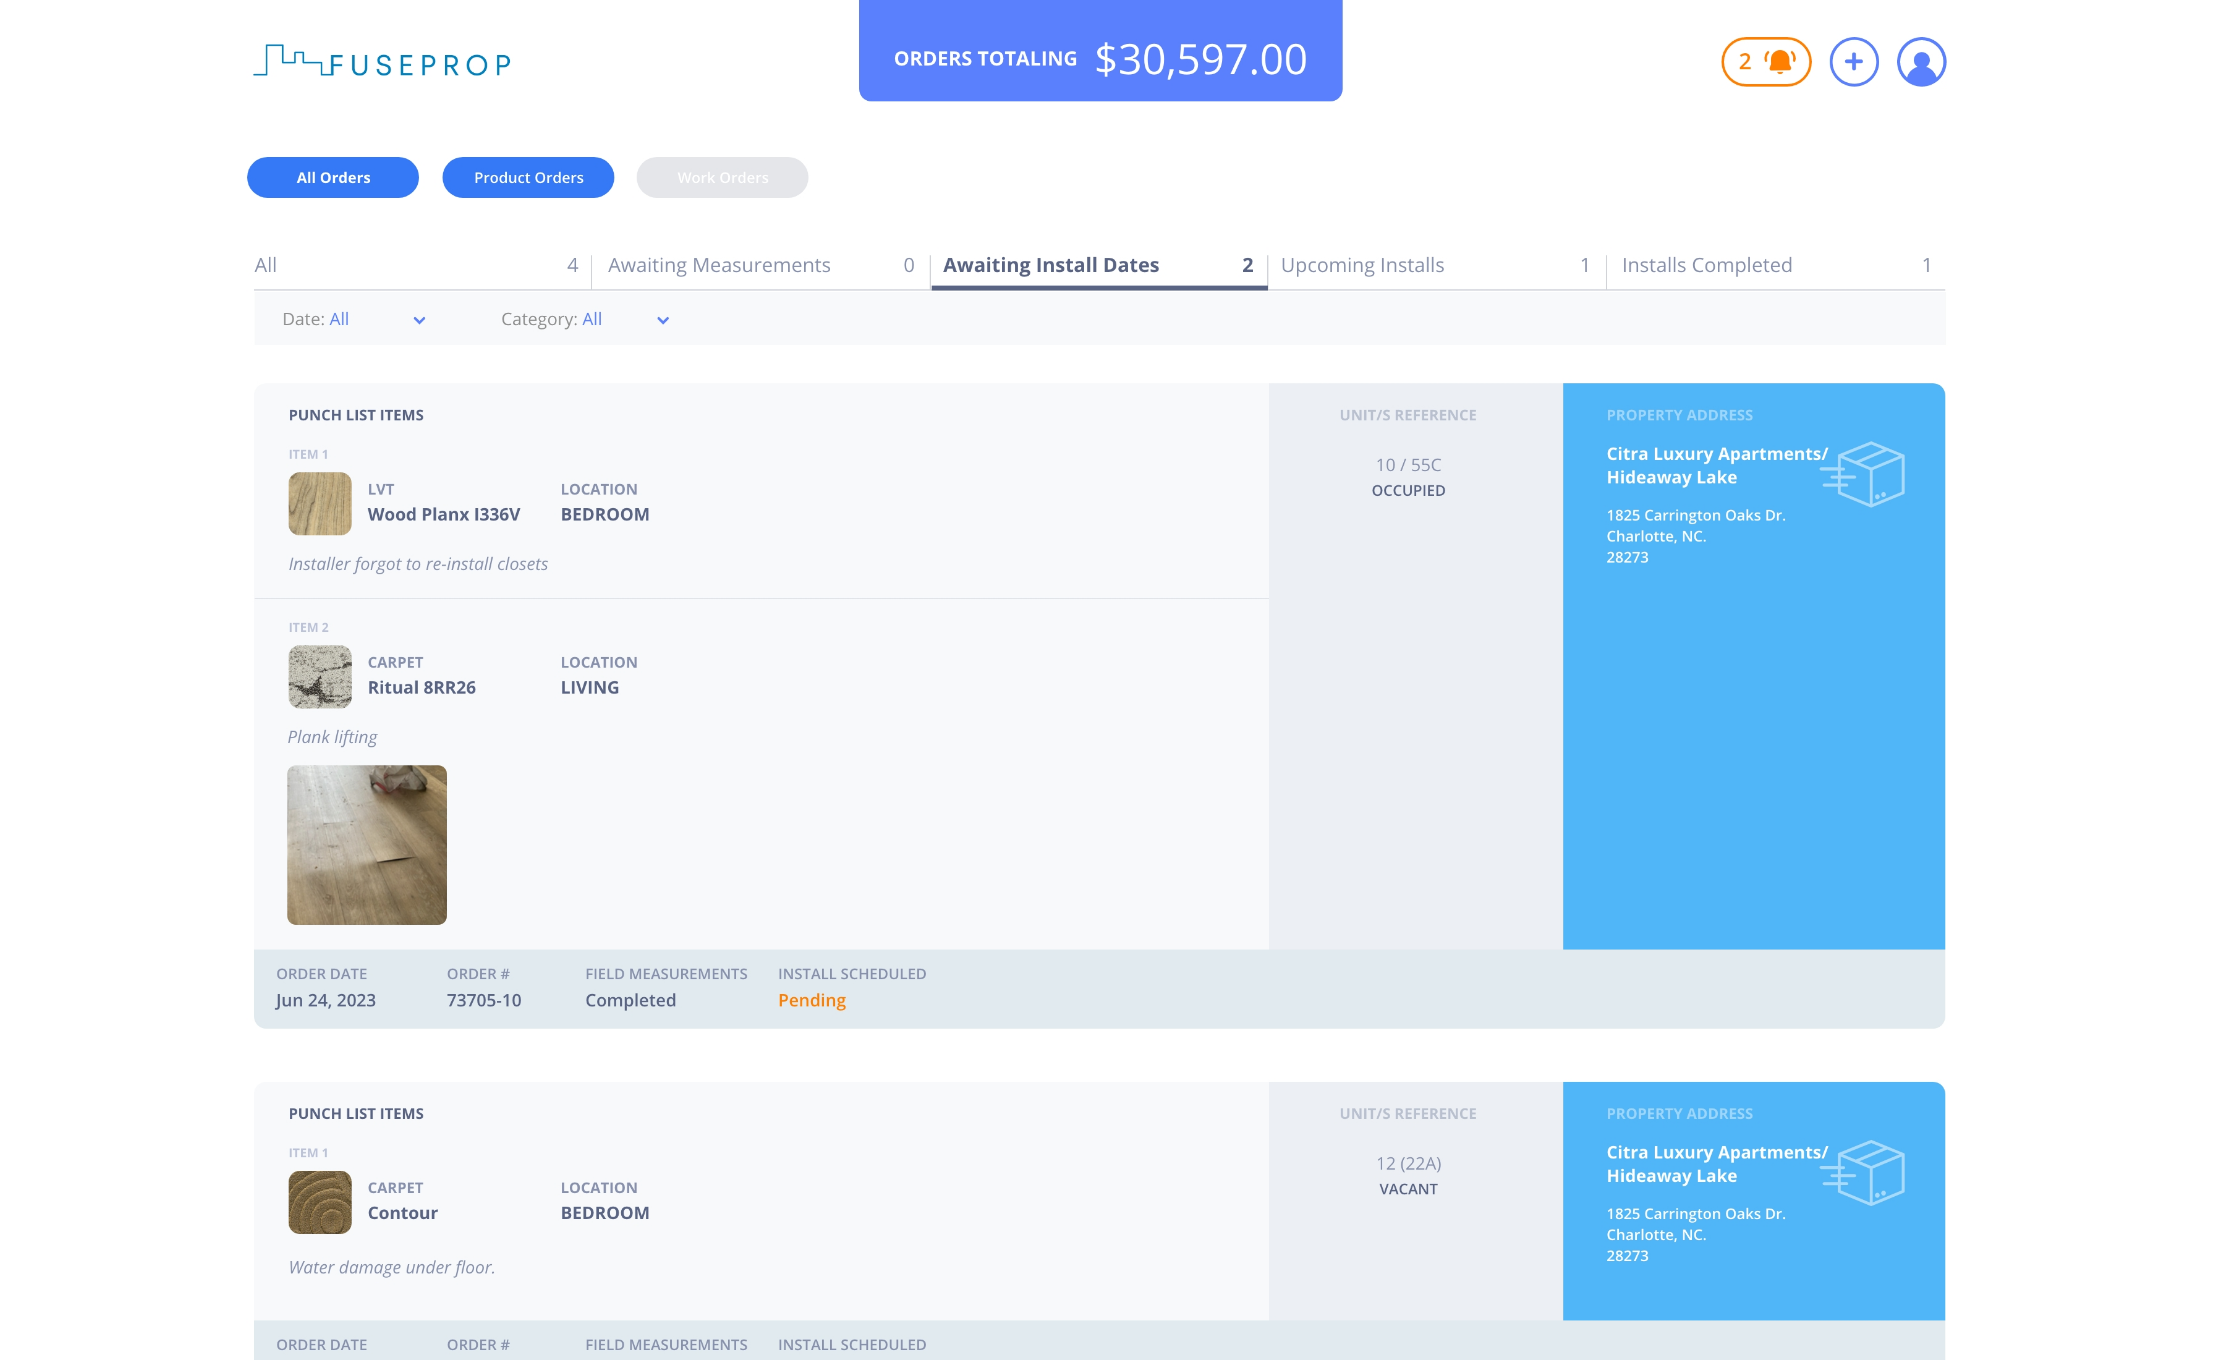 FUSEPROP
ORDERS TOTALING $30,597.00
2
All Orders
Product Orders
Work Orders
All 4
Awaiting Measurements 0
Awaiting Install Dates 2
Upcoming Installs 1
Installs Completed 1
Date: All
Category: All
PUNCH LIST ITEMS
ITEM 1
LVT
Wood Planx I336V
LOCATION
BEDROOM
Installer forgot to re-install closets
ITEM 2
CARPET
Ritual 8RR26
LOCATION
LIVING
Plank lifting
UNIT/S REFERENCE
10 / 55C
OCCUPIED
PROPERTY ADDRESS
Citra Luxury Apartments/
Hideaway Lake
1825 Carrington Oaks Dr.
Charlotte, NC.
28273
ORDER DATE
Jun 24, 2023
ORDER #
73705-10
FIELD MEASUREMENTS
Completed
INSTALL SCHEDULED
Pending
PUNCH LIST ITEMS
ITEM 1
CARPET
Contour
LOCATION
BEDROOM
Water damage under floor.
UNIT/S REFERENCE
12 (22A)
VACANT
PROPERTY ADDRESS
Citra Luxury Apartments/
Hideaway Lake
1825 Carrington Oaks Dr.
Charlotte, NC.
28273
ORDER DATE
ORDER #
FIELD MEASUREMENTS
INSTALL SCHEDULED